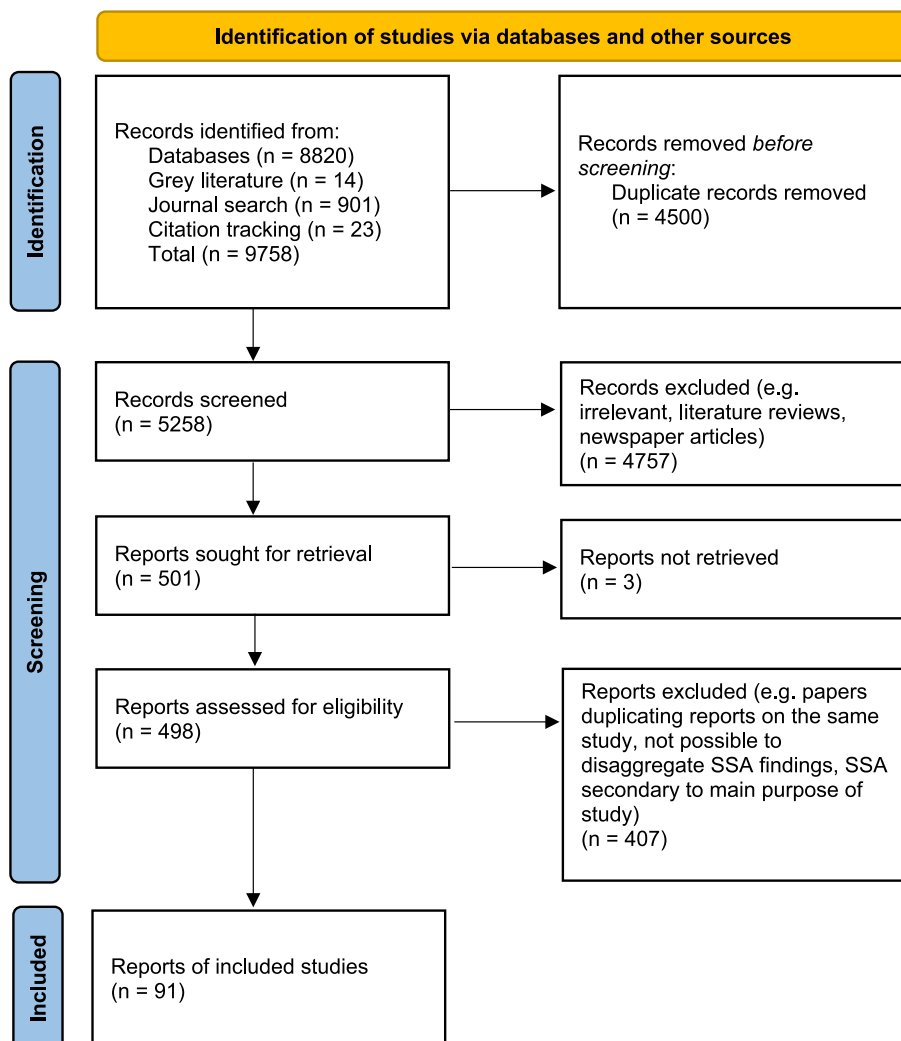 Identification of studies via databases and other sources
Identification
Records identified from:
Databases (n = 8820)
Grey literature (n = 14)
Journal search (n = 901)
Citation tracking (n = 23)
Total (n = 9758)
Records removed before
screening:
Duplicate records removed
(n = 4500)
Screening
Records screened
(n = 5258)
Records excluded (e.g.
irrelevant, literature reviews,
newspaper articles)
(n = 4757)
Reports sought for retrieval
(n = 501)
Reports not retrieved
(n = 3)
Reports assessed for eligibility
(n = 498)
Reports excluded (e.g. papers
duplicating reports on the same
study, not possible to
disaggregate SSA findings, SSA
secondary to main purpose of
study)
(n = 407)
Included
Reports of included studies
(n = 91)